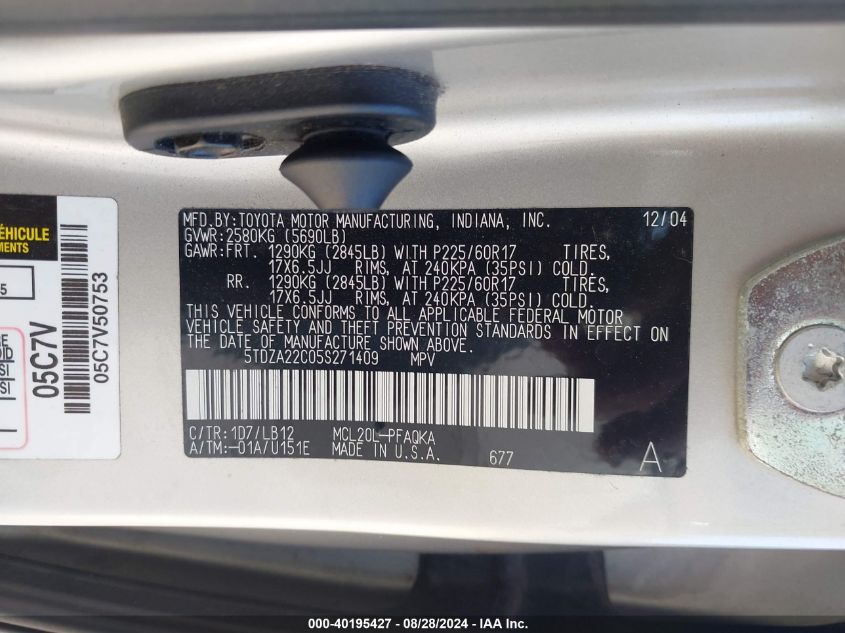 MFD.BY:TOYOTA MOTOR MANUFACTURING, INDIANA, INC. 12/04
GVWR:2580KG (5690LB)
GAWR:FRT. 1290KG (2845LB) WITH P225/60R17 TIRES,
17X6.5JJ RIMS, AT 240KPA (35PSI) COLD.
RR. 1290KG (2845LB) WITH P225/60R17 TIRES,
17X6.5JJ RIMS, AT 240KPA (35PSI) COLD.
THIS VEHICLE CONFORMS TO ALL APPLICABLE FEDERAL MOTOR
VEHICLE SAFETY AND THEFT PREVENTION STANDARDS IN EFFECT ON
THE DATE OF MANUFACTURE SHOWN ABOVE.
5TDZA22C05S271409 MPV
C/TR:1D7/LB12 MCL20L-PFAQKA
A/TM:-01A/U151E MADE IN U.S.A. 677 A
ÉHICULE
EMENTS
5
05C7V
05C7V50753
000-40195427 - 08/28/2024 - IAA Inc.